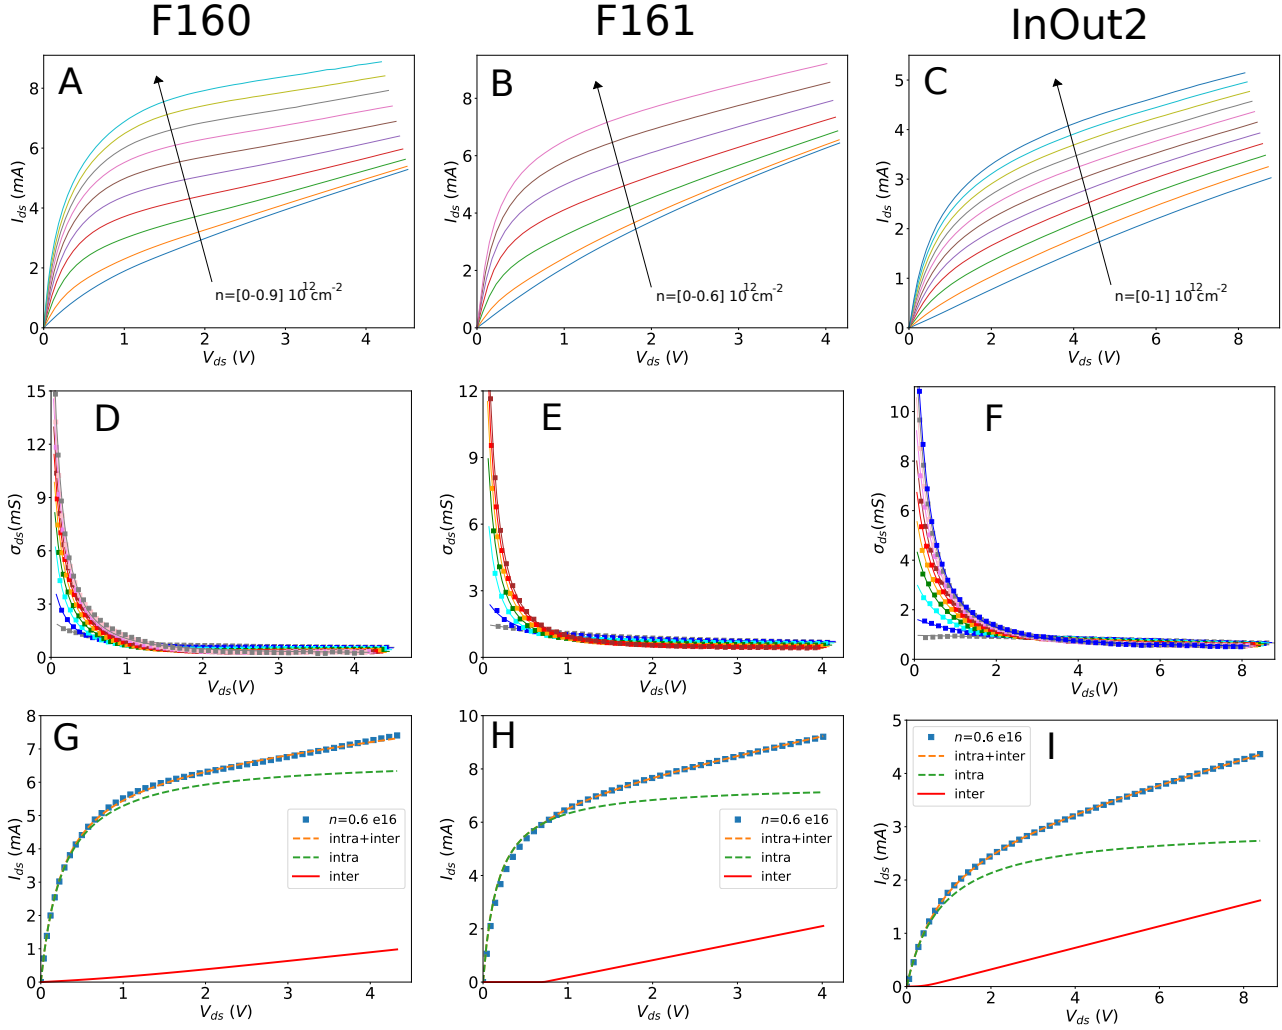 F160
F161
InOut2
A
B
C
I_ds (mA)
8
6
4
2
0
n=[0-0.9] 10^12 cm^-2
0 1 2 3 4
V_ds (V)
I_ds (mA)
8
6
4
2
0
n=[0-0.6] 10^12 cm^-2
0 1 2 3 4
V_ds (V)
I_ds (mA)
5
4
3
2
1
0
n=[0-1] 10^12 cm^-2
0 2 4 6 8
V_ds (V)
D
σ_ds(mS)
15
12
9
6
3
0
0 1 2 3 4
V_ds(V)
E
σ_ds(mS)
12
9
6
3
0
0 1 2 3 4
V_ds(V)
F
σ_ds(mS)
10
8
6
4
2
0
0 2 4 6 8
V_ds(V)
G
I_ds (mA)
8
7
6
5
4
3
2
1
0
n=0.6 e16
intra+inter
intra
inter
0 1 2 3 4
V_ds (V)
H
I_ds (mA)
10
8
6
4
2
0
n=0.6 e16
intra+inter
intra
inter
0 1 2 3 4
V_ds (V)
I
I_ds (mA)
5
4
3
2
1
0
n=0.6 e16
intra+inter
intra
inter
0 2 4 6 8
V_ds (V)